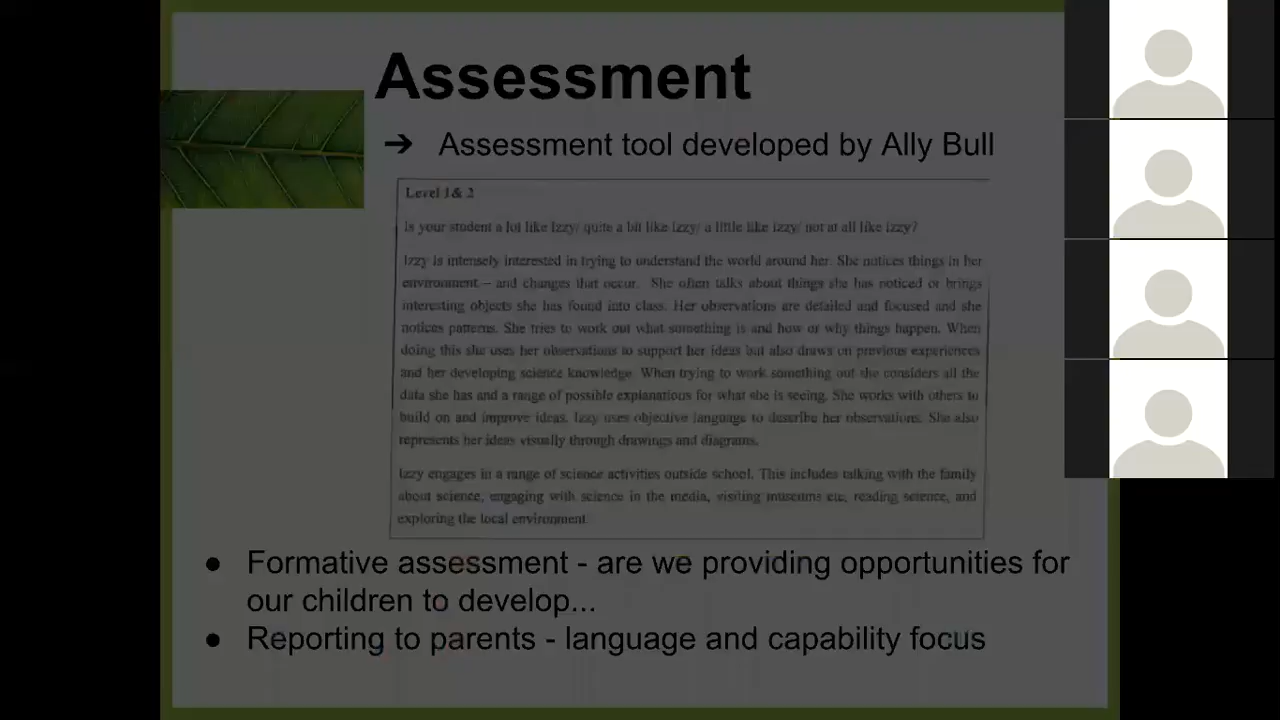 Assessment
➔ Assessment tool developed by Ally Bull
Level 1& 2
Is your student a lot like Izzy/ quite a bit like Izzy/ a little like Izzy/ not at all like Izzy?
Izzy is intensely interested in trying to understand the world around her. She notices things in her
environment – and changes that occur. She often talks about things she has noticed or brings
interesting objects she has found into class. Her observations are detailed and focused and she
notices patterns. She tries to work out what something is and how or why things happen. When
doing this she uses her observations to support her ideas but also draws on previous experiences
and her developing science knowledge. When trying to work something out she considers all the
data she has and a range of possible explanations for what she is seeing. She works with others to
build on and improve ideas. Izzy uses objective language to describe her observations. She also
represents her ideas visually through drawings and diagrams.
Izzy engages in a range of science activities outside school. This includes talking with the family
about science, engaging with science in the media, visiting museums etc, reading science, and
exploring the local environment.
● Formative assessment - are we providing opportunities for
our children to develop...
● Reporting to parents - language and capability focus